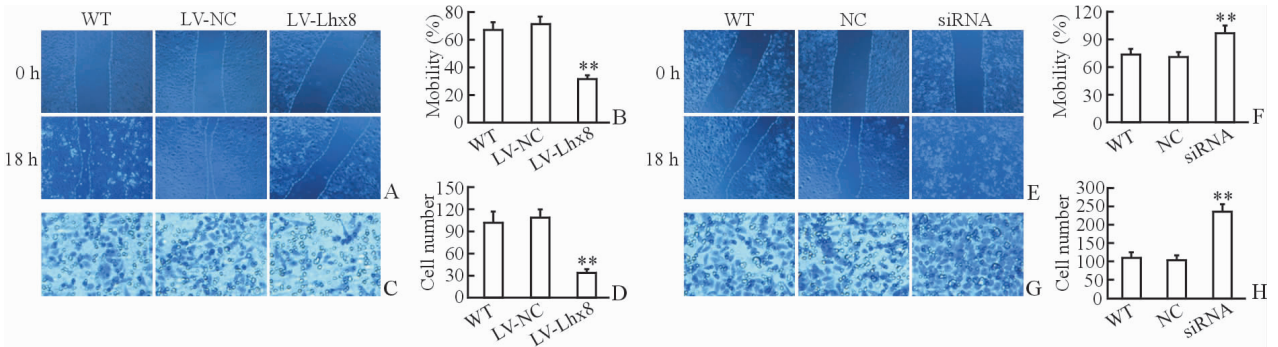 WT LV-NC LV-Lhx8
0 h
18 h
A
Mobility (%)
80
60
40
20
0
**
WT LV-NC LV-Lhx8
B
C
Cell number
150
120
90
60
30
0
**
WT LV-NC LV-Lhx8
D
WT NC siRNA
0 h
18 h
E
Mobility (%)
120
90
60
30
0
**
WT NC siRNA
F
G
Cell number
300
250
200
150
100
50
0
**
WT NC siRNA
H